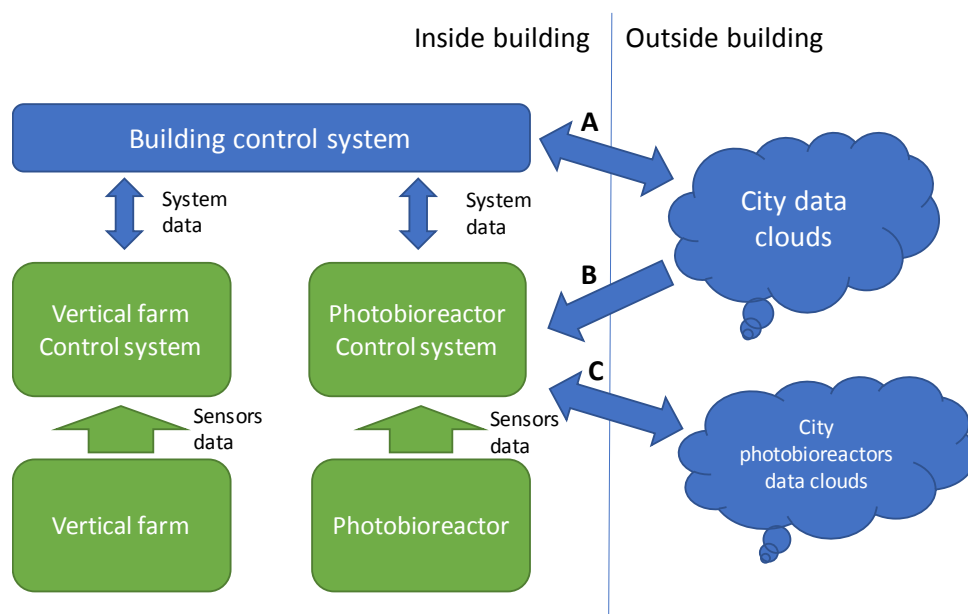 Inside building
Outside building
A
Building control system
System
data
System
data
City data
clouds
B
Vertical farm
Control system
Photobioreactor
Control system
C
Sensors
data
Sensors
data
City
photobioreactors
data clouds
Vertical farm
Photobioreactor